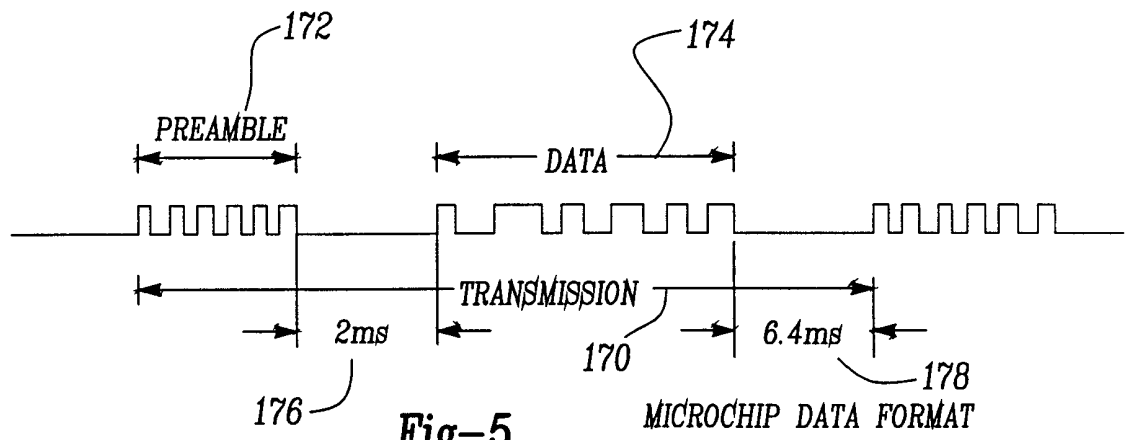 172
174
PREAMBLE
DATA
TRANSMISSION
2ms
170
6.4ms
176
178
Fig-5
MICROCHIP DATA FORMAT